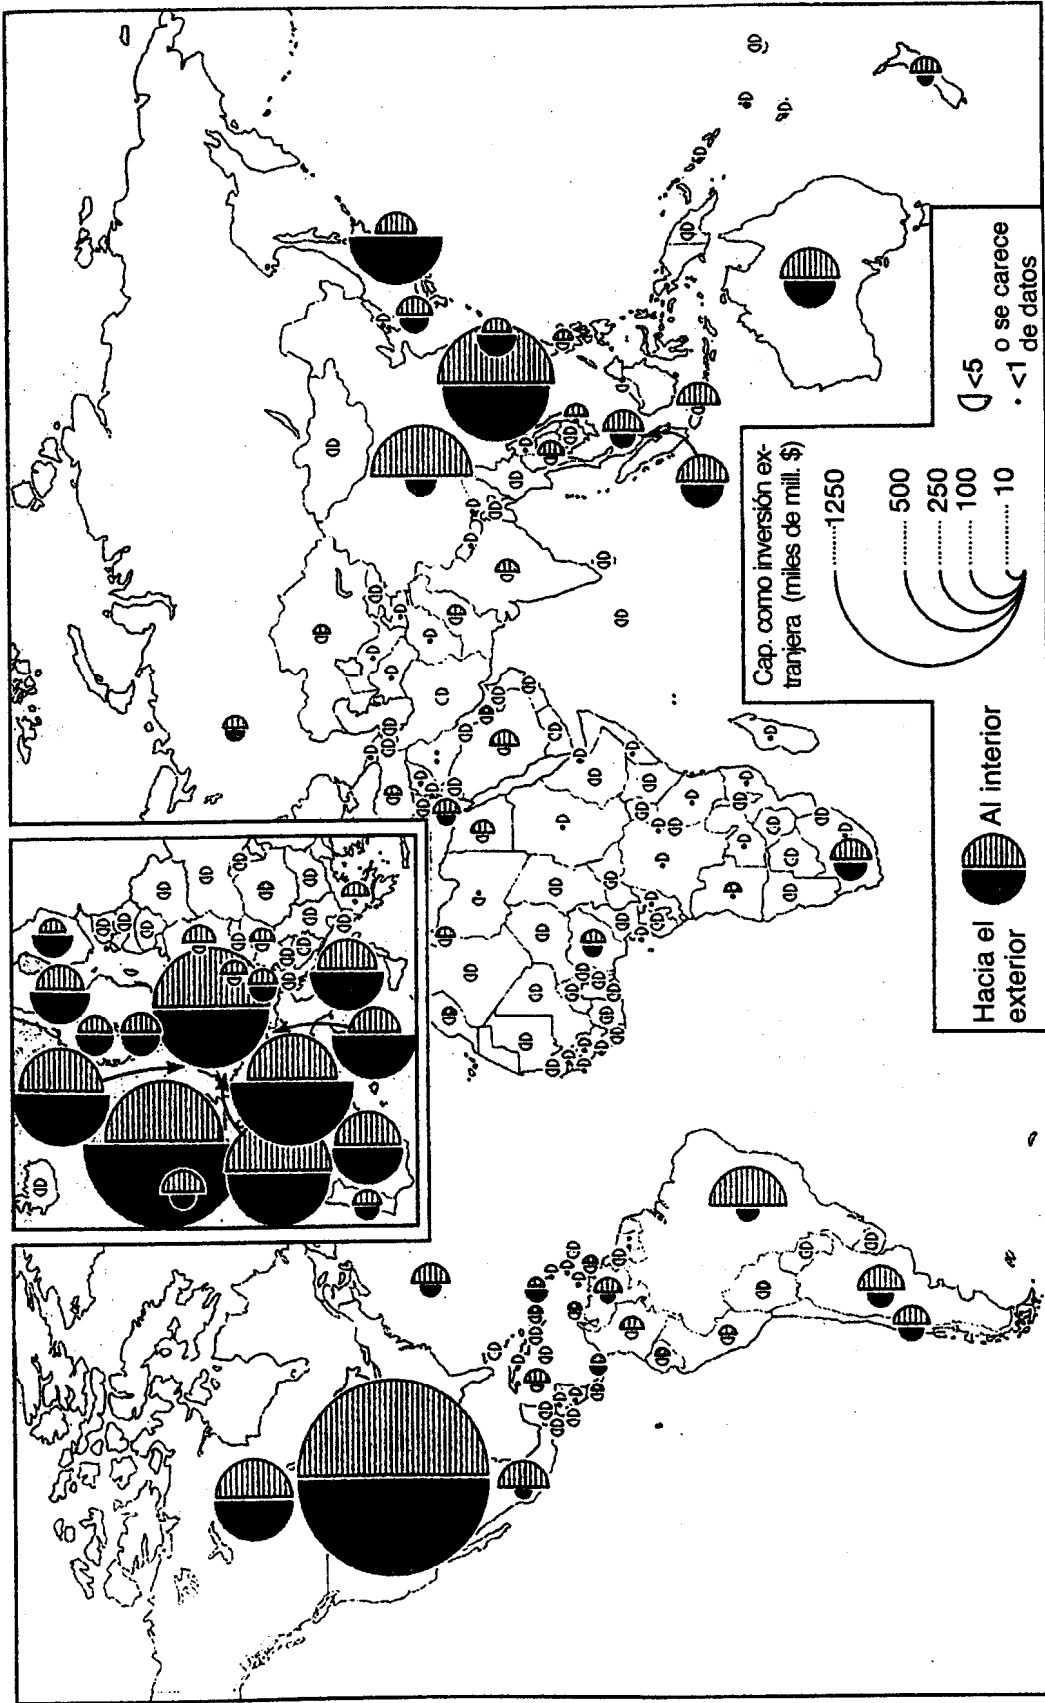 Cap. como inversión ex-
tranjera (miles de mill. $)
1250
500
250
100
10
<5
<1 o se carece
de datos
Hacia el
exterior
Al interior